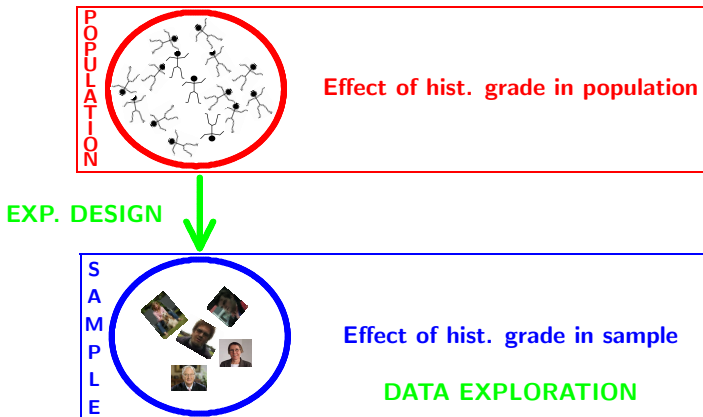 POPULATION
Effect of hist. grade in population
EXP. DESIGN
SAMPLE
Effect of hist. grade in sample
DATA EXPLORATION